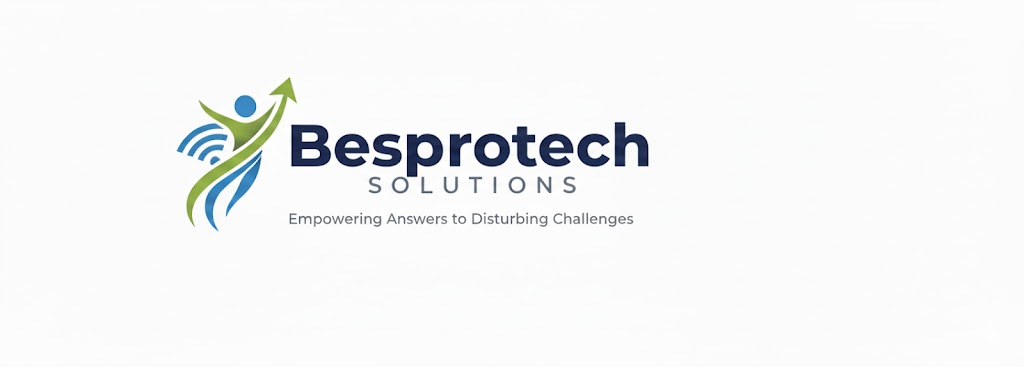 Besprotech
SOLUTIONS
Empowering Answers to Disturbing Challenges